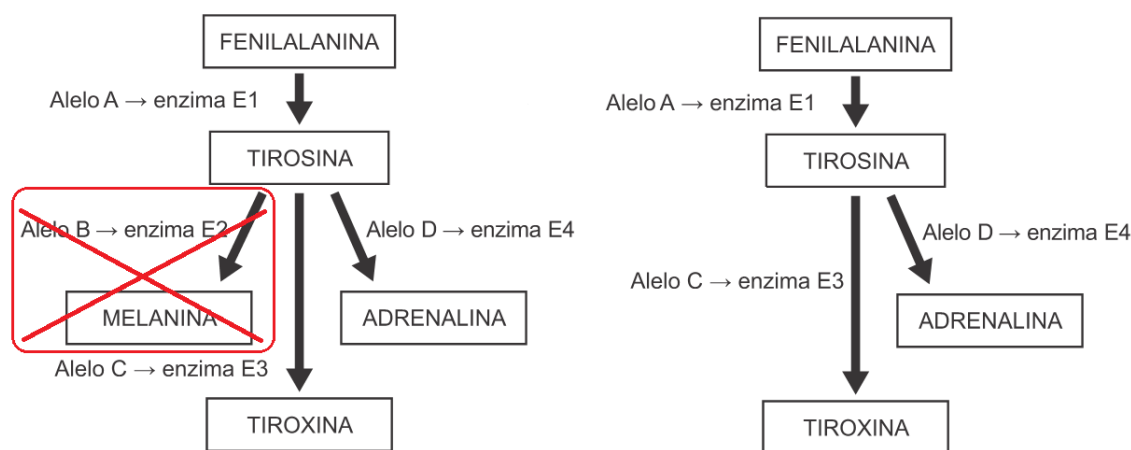 FENILALANINA
Alelo A → enzima E1
TIROSINA
Alelo B → enzima E2
Alelo D → enzima E4
MELANINA
ADRENALINA
Alelo C → enzima E3
TIROXINA
FENILALANINA
Alelo A → enzima E1
TIROSINA
Alelo D → enzima E4
Alelo C → enzima E3
ADRENALINA
TIROXINA